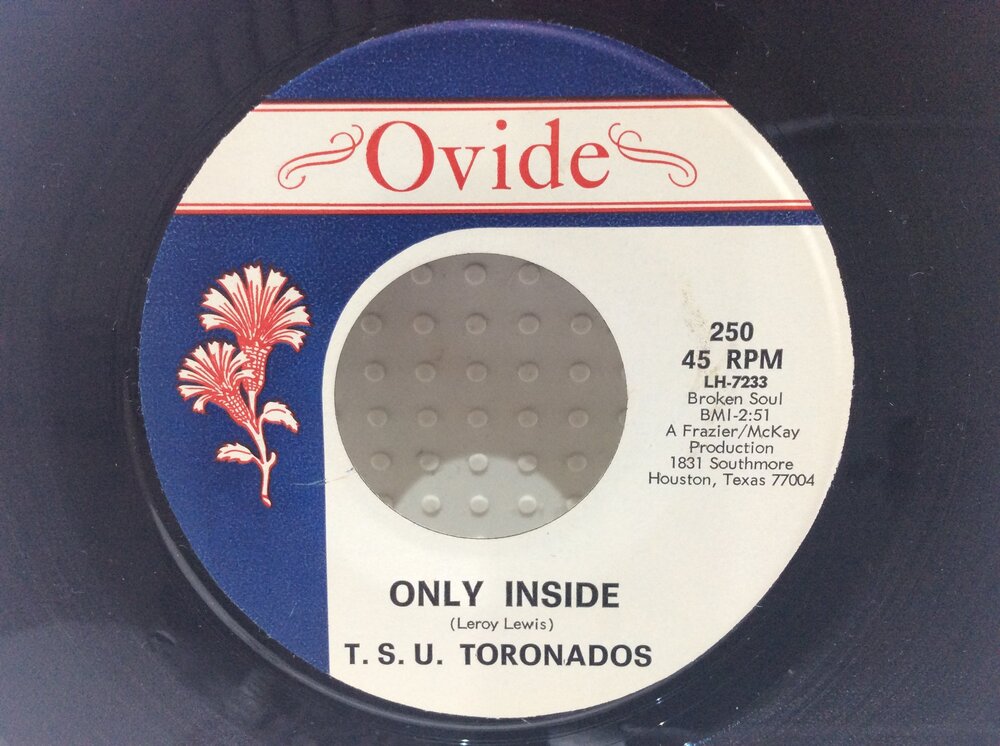 Ovide
250
45 RPM
LH-7233
Broken Soul
BMI-2:51
A Frazier/McKay
Production
1831 Southmore
Houston, Texas 77004
ONLY INSIDE
(Leroy Lewis)
T. S. U. TORONADOS